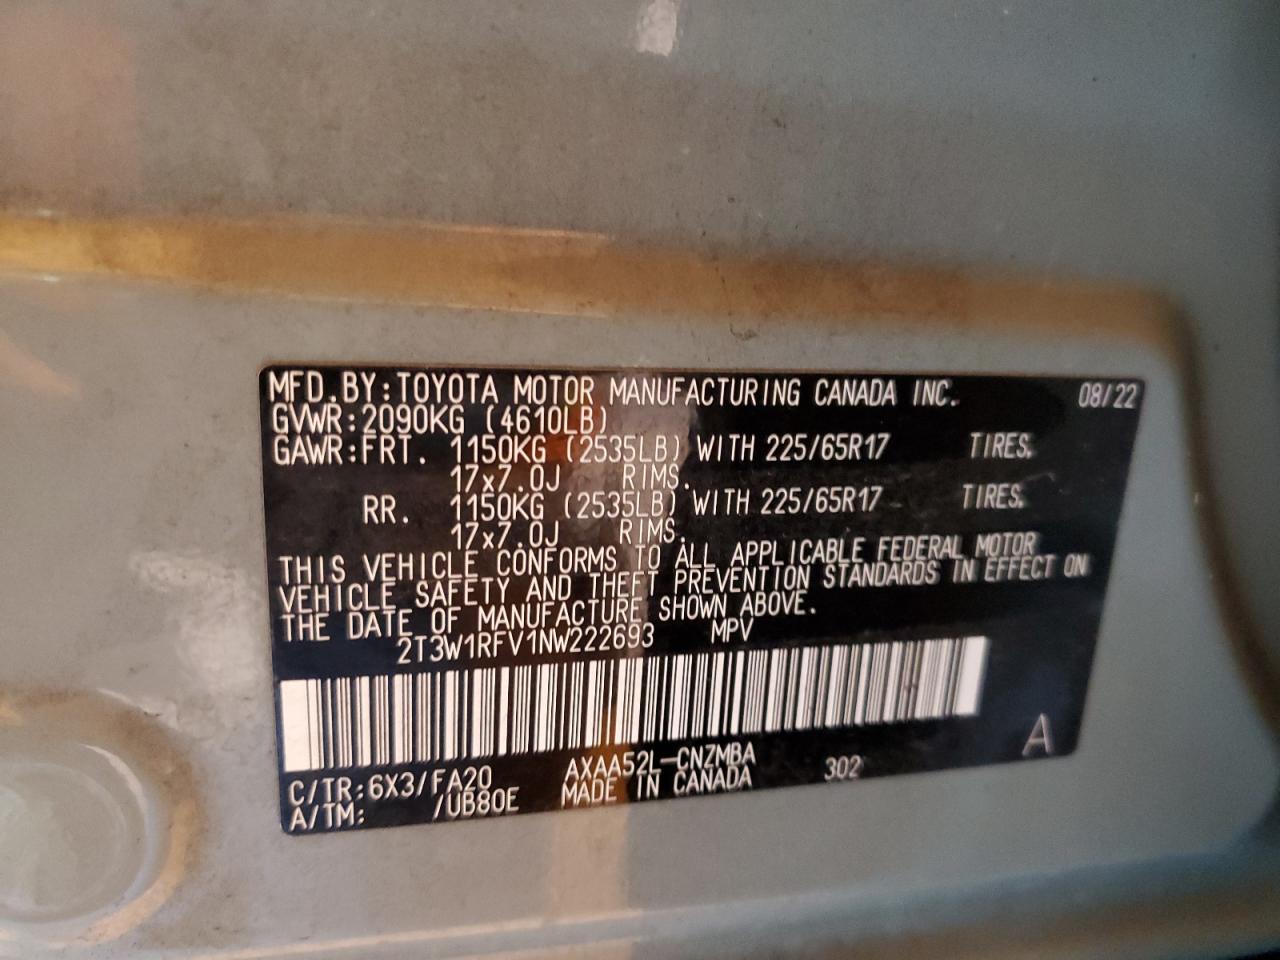 MFD.BY:TOYOTA MOTOR MANUFACTURING CANADA INC. 08/22
GVWR:2090KG (4610LB)
GAWR:FRT. 1150KG (2535LB) WITH 225/65R17 TIRES.
17x7.0J RIMS.
RR. 1150KG (2535LB) WITH 225/65R17 TIRES.
17x7.0J RIMS.
THIS VEHICLE CONFORMS TO ALL APPLICABLE FEDERAL MOTOR
VEHICLE SAFETY AND THEFT PREVENTION STANDARDS IN EFFECT ON
THE DATE OF MANUFACTURE SHOWN ABOVE.
2T3W1RFV1NW222693 MPV
A
C/TR:6X3/FA20 AXAA52L-CNZMBA 302
A/TM: /UB80E MADE IN CANADA